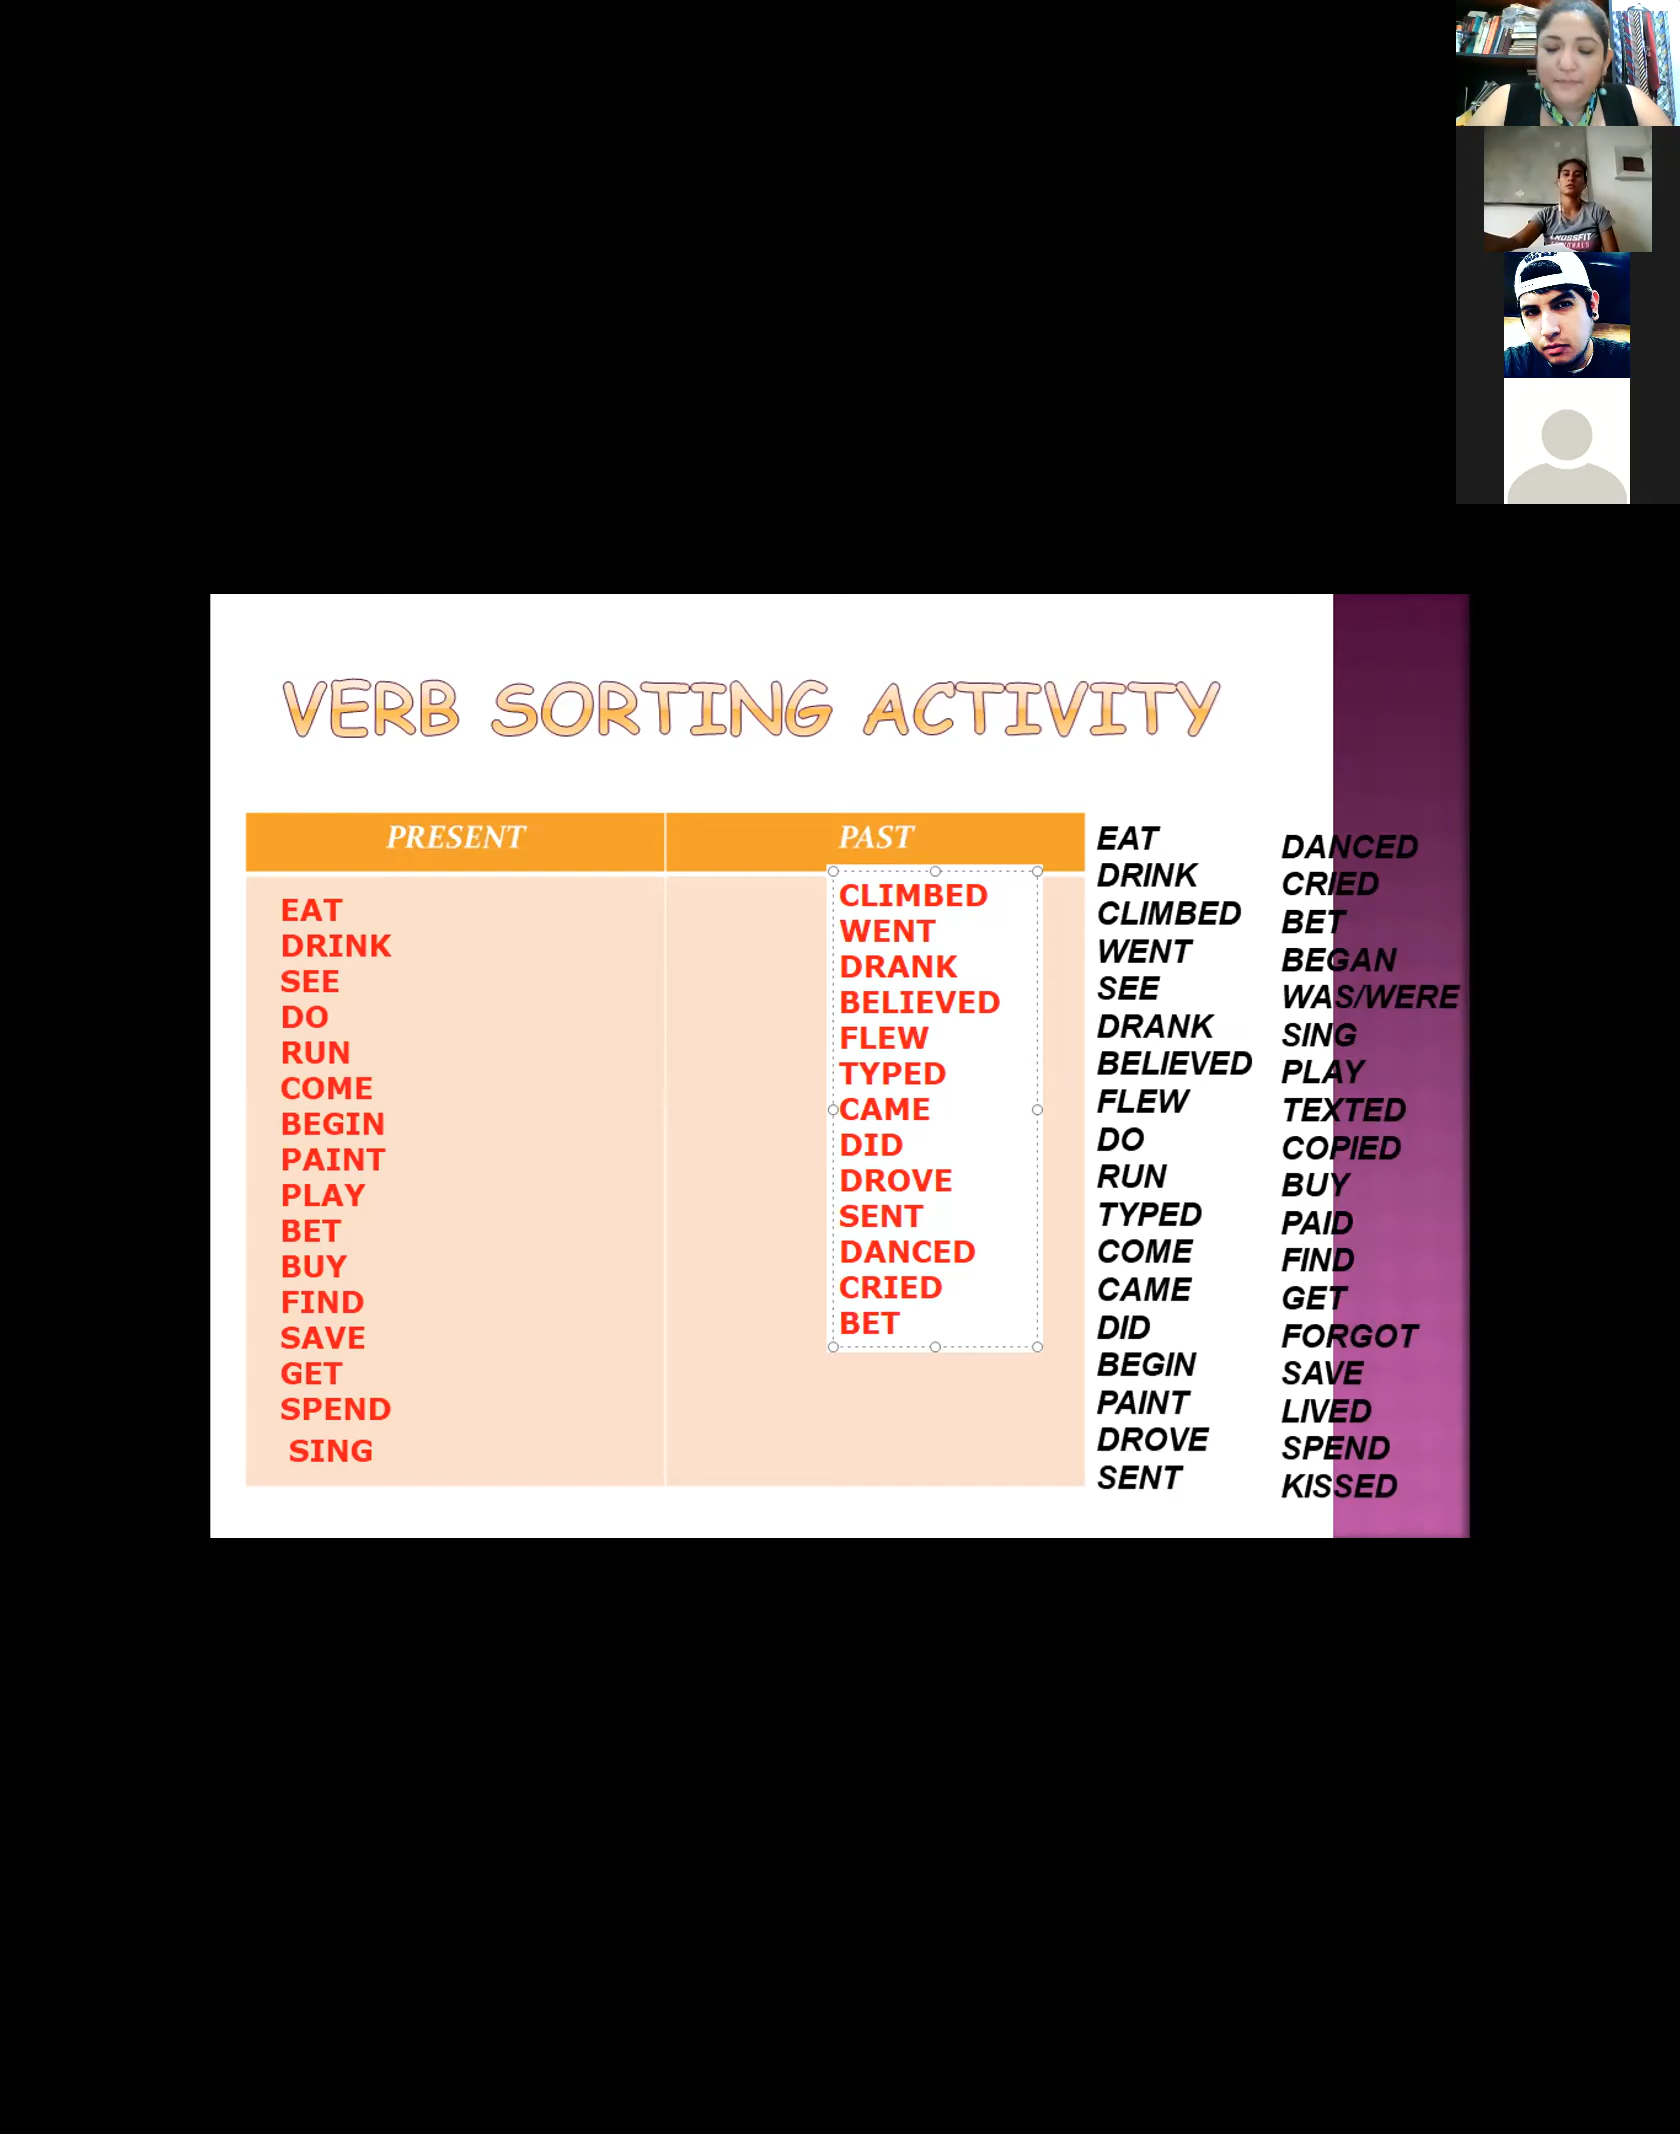 CROSSFIT
VERB SORTING ACTIVITY
PRESENT
EAT
DRINK
SEE
DO
RUN
COME
BEGIN
PAINT
PLAY
BET
BUY
FIND
SAVE
GET
SPEND
SING
PAST
CLIMBED
WENT
DRANK
BELIEVED
FLEW
TYPED
CAME
DID
DROVE
SENT
DANCED
CRIED
BET
EAT
DRINK
CLIMBED
WENT
SEE
DRANK
BELIEVED
FLEW
DO
RUN
TYPED
COME
CAME
DID
BEGIN
PAINT
DROVE
SENT
DANCED
CRIED
BET
BEGAN
WAS/WERE
SING
PLAY
TEXTED
COPIED
BUY
PAID
FIND
GET
FORGOT
SAVE
LIVED
SPEND
KISSED